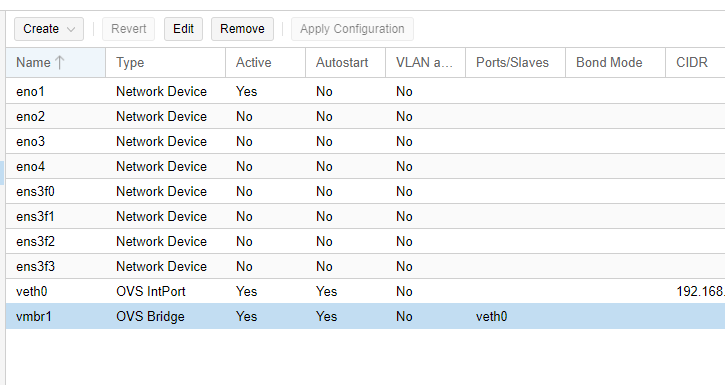 Create Revert Edit Remove Apply Configuration
Name Type Active Autostart VLAN a... Ports/Slaves Bond Mode CIDR
eno1 Network Device Yes No No
eno2 Network Device No No No
eno3 Network Device No No No
eno4 Network Device No No No
ens3f0 Network Device No No No
ens3f1 Network Device No No No
ens3f2 Network Device No No No
ens3f3 Network Device No No No
veth0 OVS IntPort Yes Yes No 192.168.
vmbr1 OVS Bridge Yes Yes No veth0